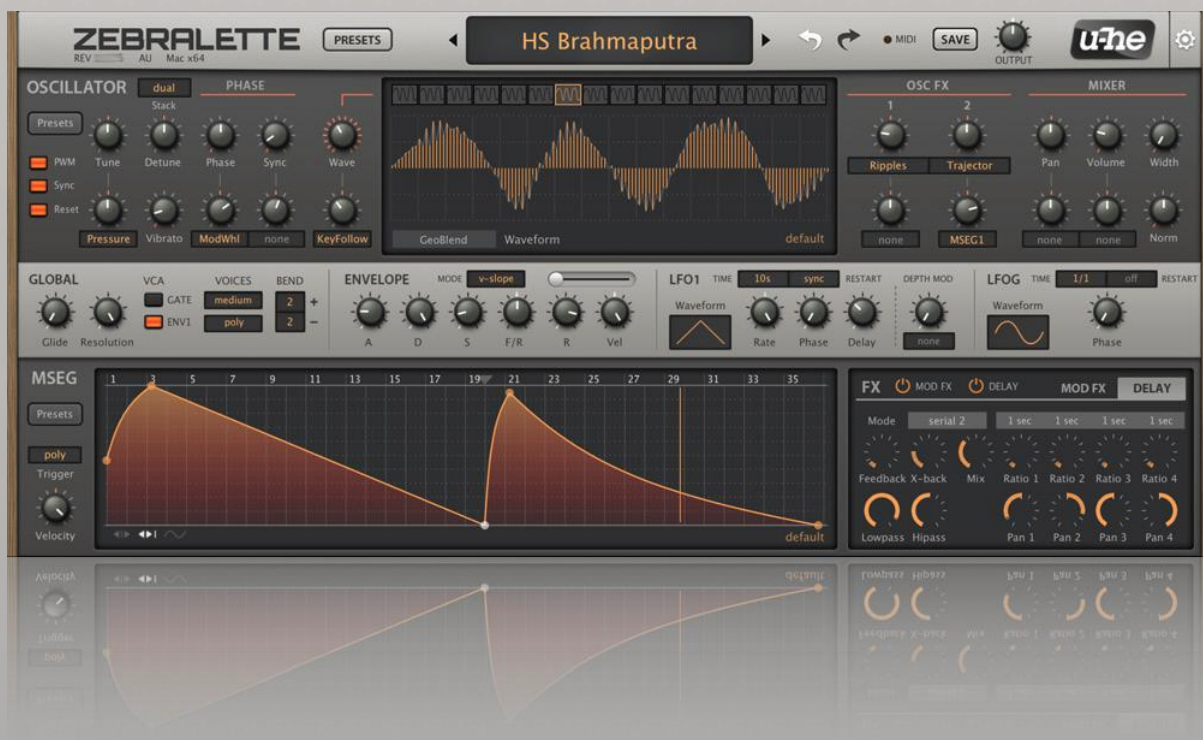 ZEBRALETTE
PRESETS
HS Brahmaputra
MIDI
SAVE
OUTPUT
u-he
REV AU Mac x64
OSCILLATOR
dual
PHASE
Stack
Presets
PWM
Tune Detune Phase Sync Wave
Sync
Reset
Pressure Vibrato ModWhl none KeyFollow
GeoBlend Waveform default
OSC FX MIXER
1 2
Pan Volume Width
Ripples Trajector
none MSEG1 none none Norm
GLOBAL VCA VOICES BEND
GATE medium 2 +
ENV1 poly 2 −
Glide Resolution
ENVELOPE MODE v-slope
A D S F/R R Vel
LFO1 TIME 10s sync RESTART DEPTH MOD
Waveform
Rate Phase Delay none
LFOG TIME 1/1 off RESTART
Waveform
Phase
MSEG 1 3 5 7 9 11 13 15 17 19 21 23 25 27 29 31 33 35
Presets
poly
Trigger
Velocity
default
FX MOD FX DELAY MOD FX DELAY
Mode serial 2 1 sec 1 sec 1 sec 1 sec
Feedback X-back Mix Ratio 1 Ratio 2 Ratio 3 Ratio 4
Lowpass Hipass Pan 1 Pan 2 Pan 3 Pan 4